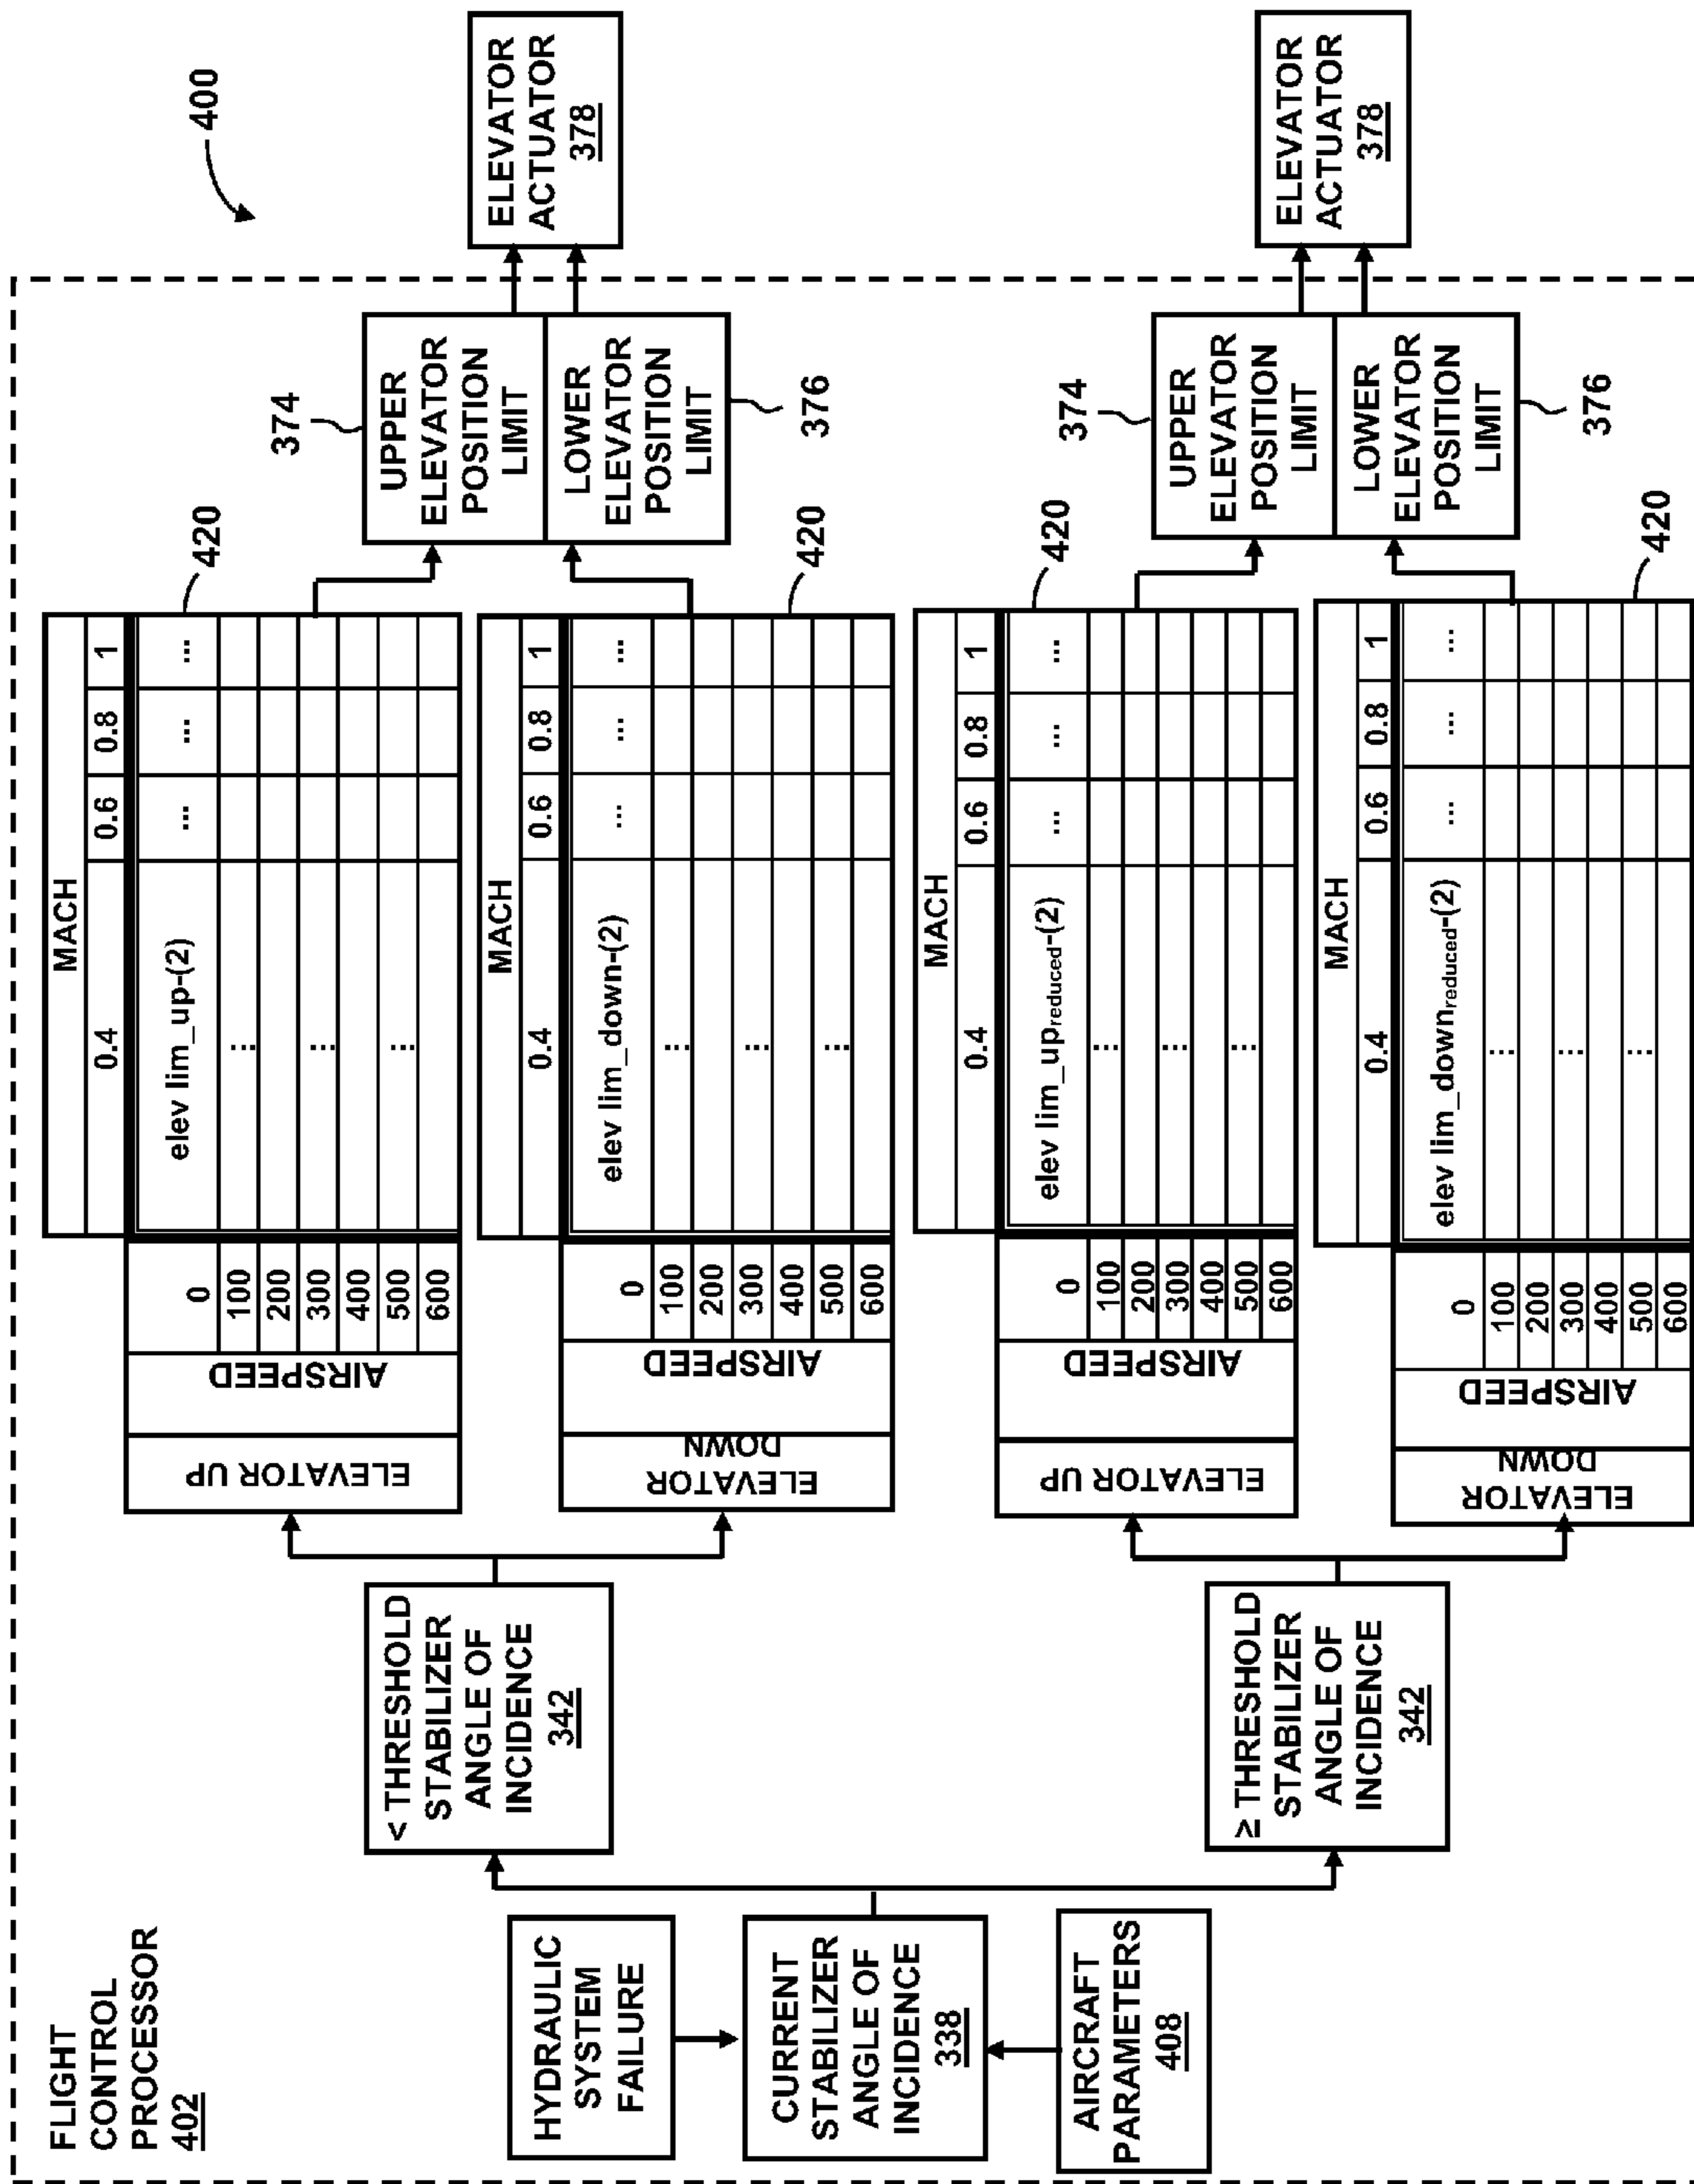 400
FLIGHT
CONTROL
PROCESSOR
402
HYDRAULIC
SYSTEM
FAILURE
CURRENT
STABILIZER
ANGLE OF
INCIDENCE
338
AIRCRAFT
PARAMETERS
408
< THRESHOLD
STABILIZER
ANGLE OF
INCIDENCE
342
ELEVATOR UP
AIRSPEED
MACH
0.4 0.6 0.8 1
0 elev lim_up-(2) ... ... ...
100 ...
200
300 ...
400
500 ...
600
420
ELEVATOR
DOWN
AIRSPEED
MACH
0.4 0.6 0.8 1
0 elev lim_down-(2) ... ... ...
100 ...
200
300 ...
400
500 ...
600
420
374
UPPER
ELEVATOR
POSITION
LIMIT
LOWER
ELEVATOR
POSITION
LIMIT
376
ELEVATOR
ACTUATOR
378
≥ THRESHOLD
STABILIZER
ANGLE OF
INCIDENCE
342
ELEVATOR UP
AIRSPEED
MACH
0.4 0.6 0.8 1
0 elev lim_upreduced-(2) ... ... ...
100 ...
200
300 ...
400
500 ...
600
420
ELEVATOR
DOWN
AIRSPEED
MACH
0.4 0.6 0.8 1
0 elev lim_downreduced-(2) ... ... ...
100 ...
200
300 ...
400
500 ...
600
420
374
UPPER
ELEVATOR
POSITION
LIMIT
LOWER
ELEVATOR
POSITION
LIMIT
376
ELEVATOR
ACTUATOR
378